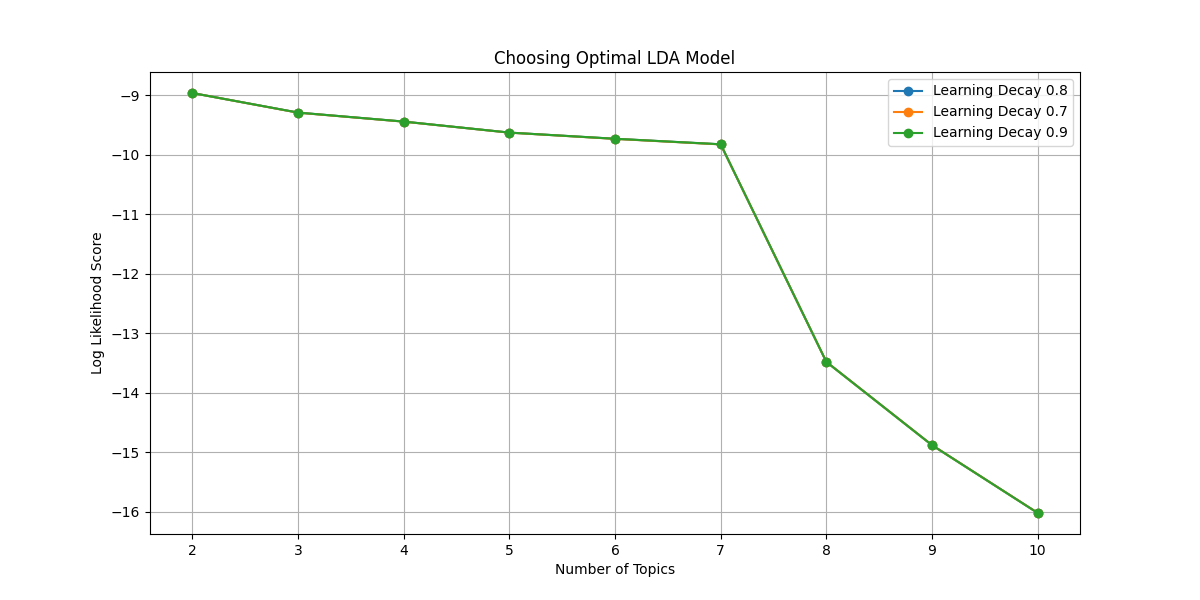 Choosing Optimal LDA Model
Learning Decay 0.8
Learning Decay 0.7
Learning Decay 0.9
Log Likelihood Score
−9
−10
−11
−12
−13
−14
−15
−16
2 3 4 5 6 7 8 9 10
Number of Topics